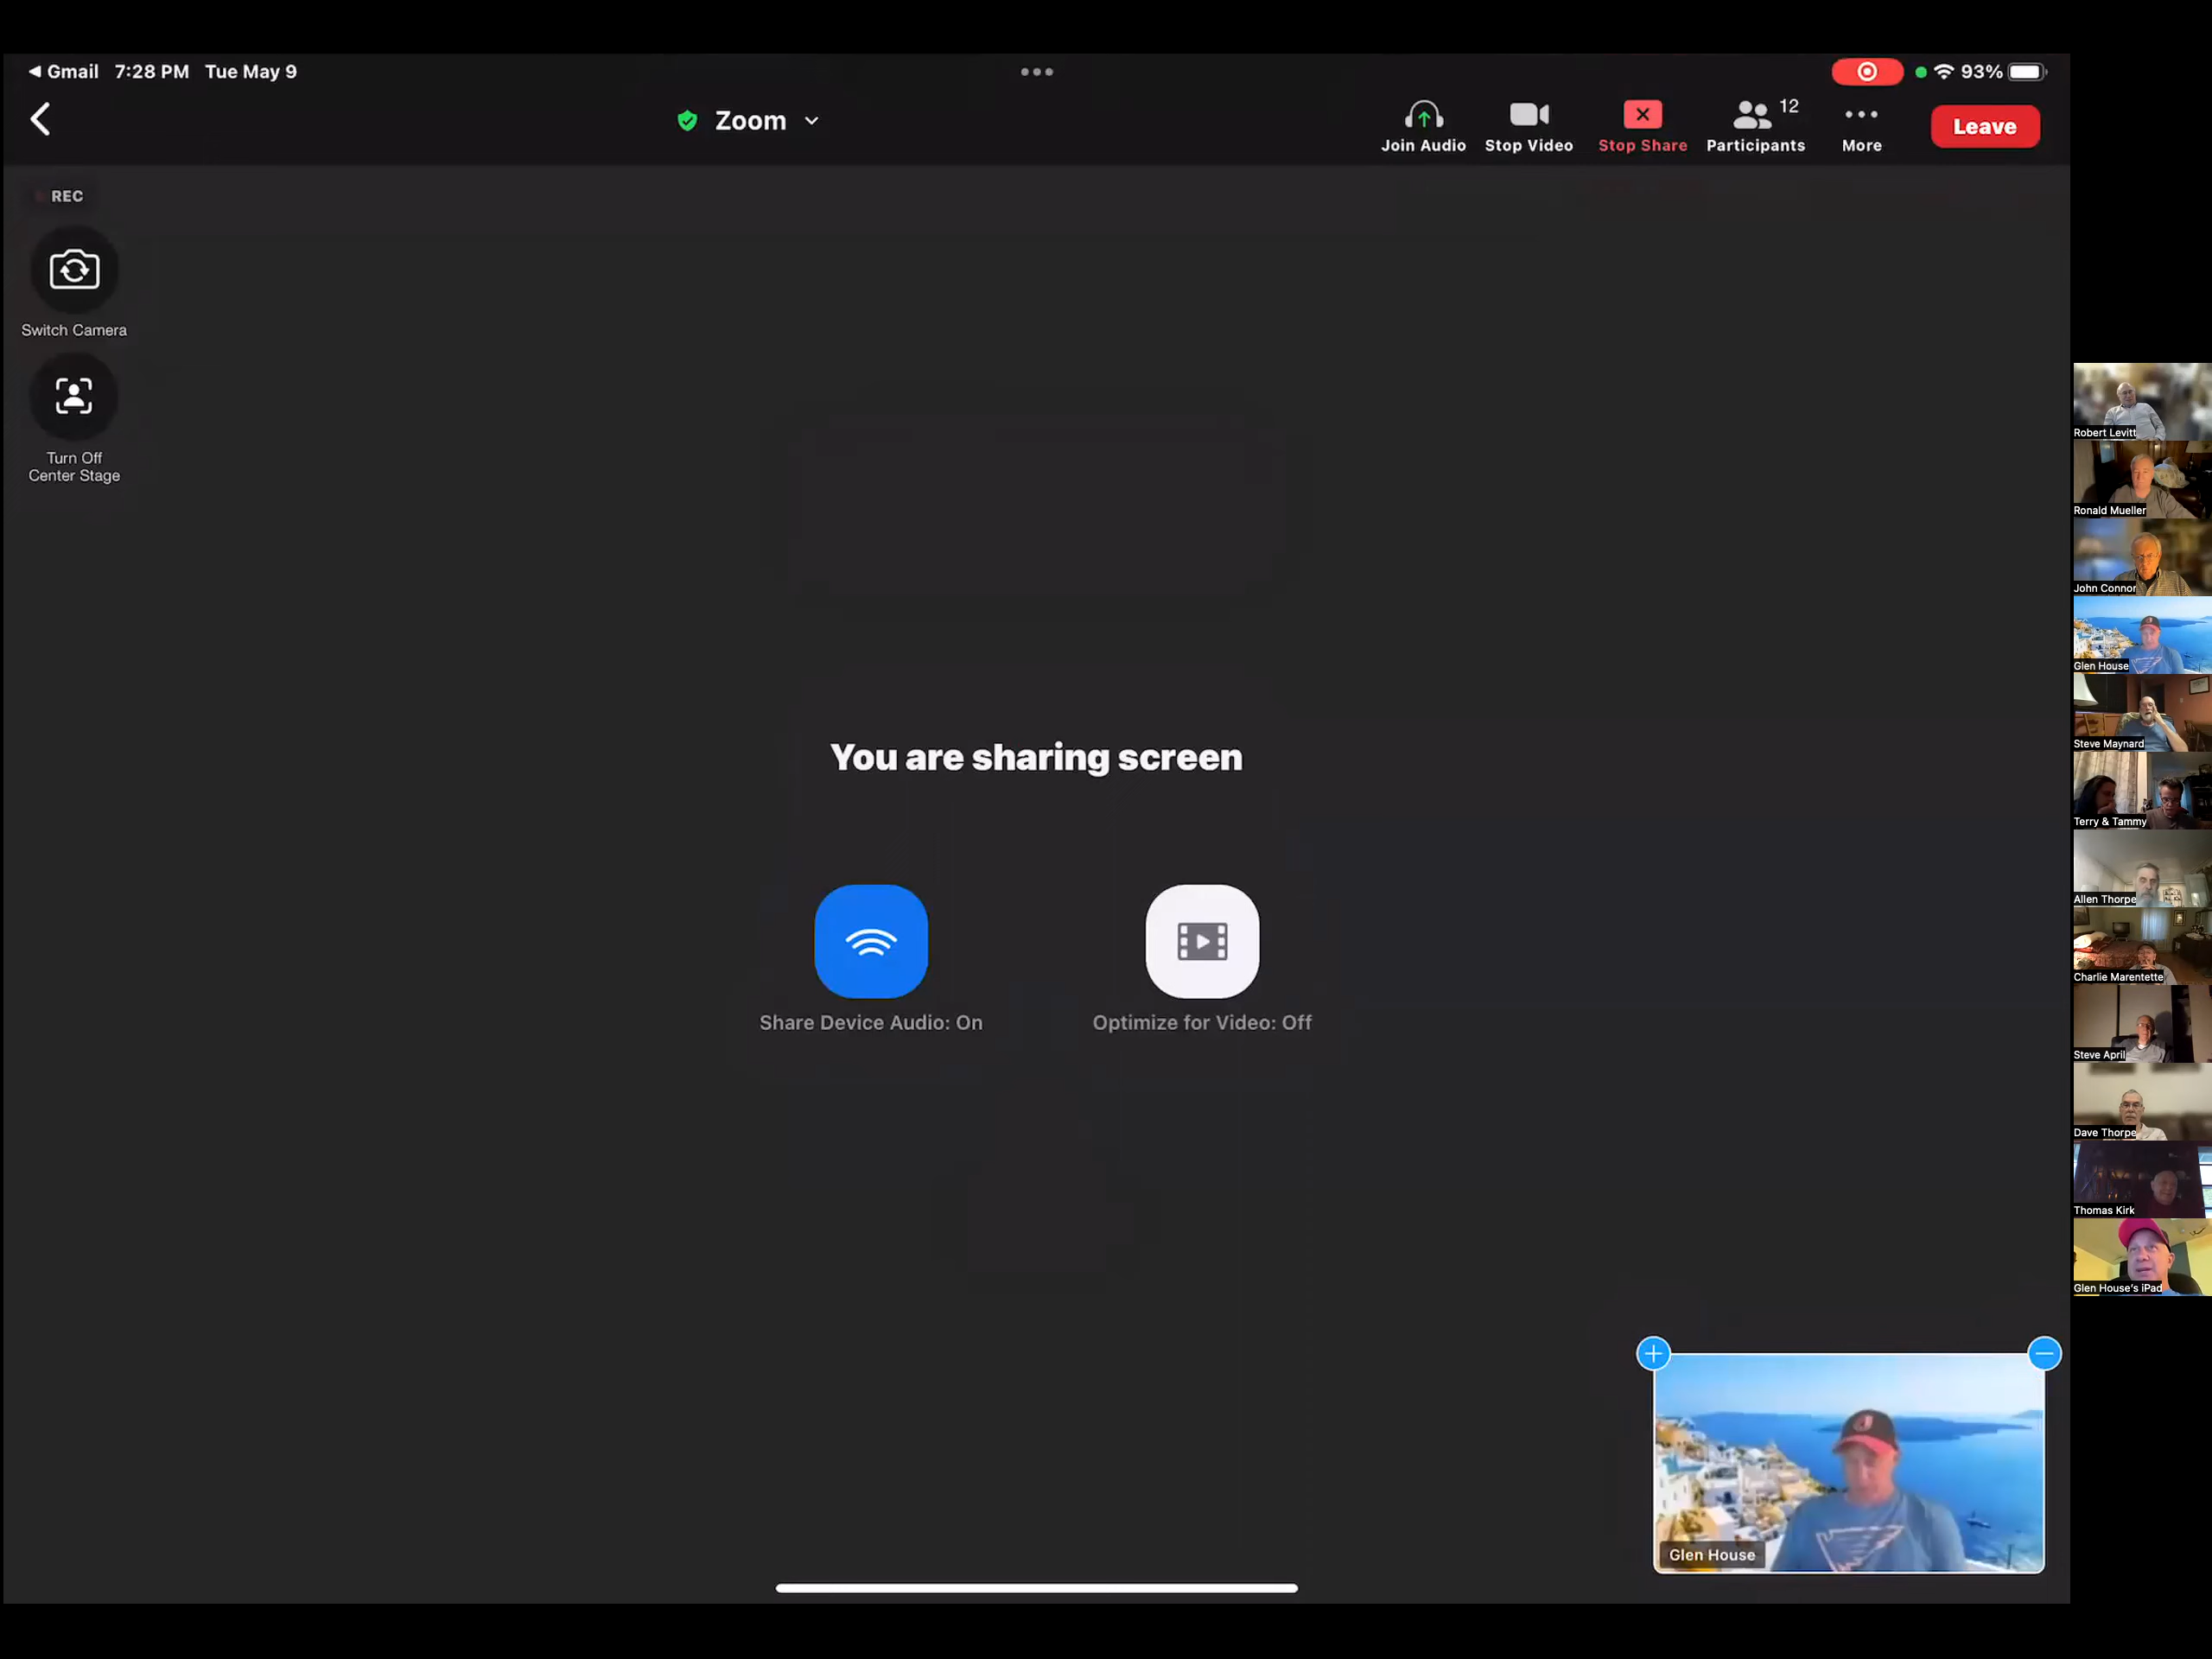 Gmail 7:28 PM Tue May 9
93%
Zoom
Join Audio
Stop Video
Stop Share
Participants 12
More
Leave
REC
Switch Camera
Turn Off
Center Stage
You are sharing screen
Share Device Audio: On
Optimize for Video: Off
Glen House
Robert Levitt
Ronald Mueller
John Connor
Glen House
Steve Maynard
Terry & Tammy
Allen Thorpe
Charlie Marentette
Steve April
Dave Thorpe
Thomas Kirk
Glen House's iPad